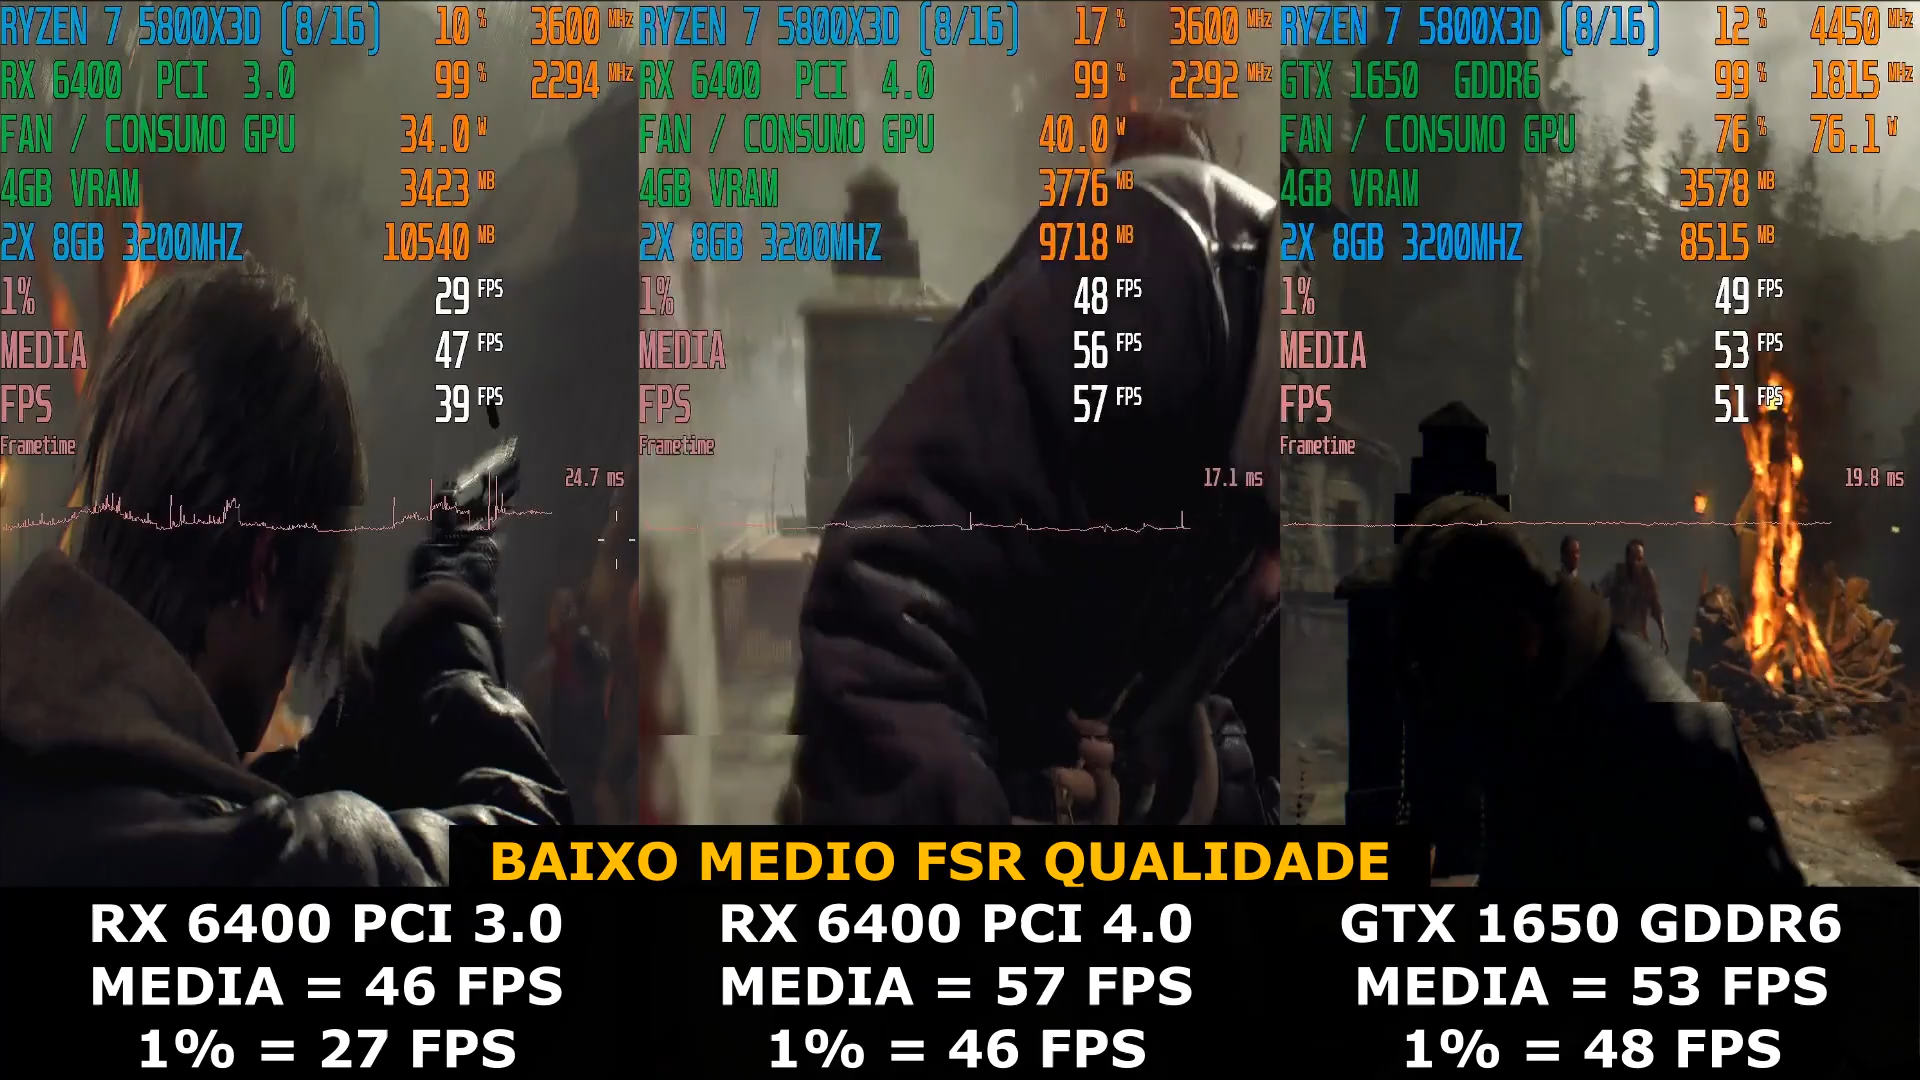 RYZEN 7 5800X3D (8/16) 10 % 3600 MHz
RX 6400 PCI 3.0 99 % 2294 MHz
FAN / CONSUMO GPU 34.0 W
4GB VRAM 3423 MB
2X 8GB 3200MHZ 10540 MB
1% 29 FPS
MEDIA 47 FPS
FPS 39 FPS
Frametime
24.7 ms
RYZEN 7 5800X3D (8/16) 17 % 3600 MHz
RX 6400 PCI 4.0 99 % 2292 MHz
FAN / CONSUMO GPU 40.0 W
4GB VRAM 3776 MB
2X 8GB 3200MHZ 9718 MB
1% 48 FPS
MEDIA 56 FPS
FPS 57 FPS
Frametime
17.1 ms
RYZEN 7 5800X3D (8/16) 12 % 4450 MHz
GTX 1650 GDDR6 99 % 1815 MHz
FAN / CONSUMO GPU 76 % 76.1 W
4GB VRAM 3578 MB
2X 8GB 3200MHZ 8515 MB
1% 49 FPS
MEDIA 53 FPS
FPS 51 FPS
Frametime
19.8 ms
BAIXO MEDIO FSR QUALIDADE
RX 6400 PCI 3.0
MEDIA = 46 FPS
1% = 27 FPS
RX 6400 PCI 4.0
MEDIA = 57 FPS
1% = 46 FPS
GTX 1650 GDDR6
MEDIA = 53 FPS
1% = 48 FPS